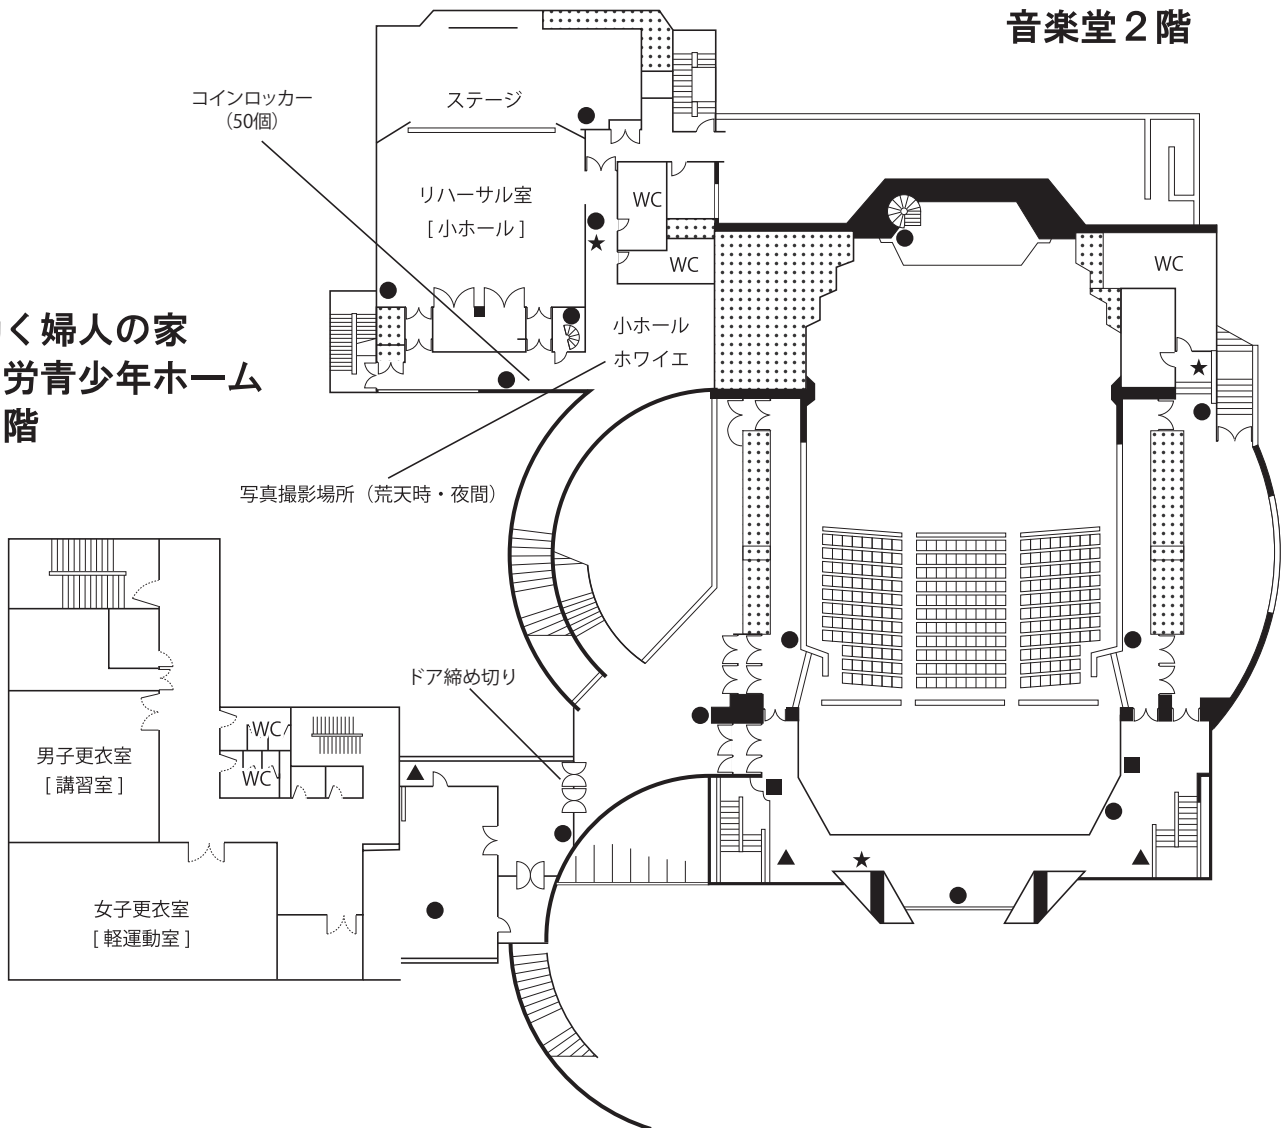 音楽堂２階
コインロッカー
（50個）
ステージ
リハーサル室
［小ホール］
WC
WC
WC
小ホール
ホワイエ
く婦人の家
労青少年ホーム
階
写真撮影場所（荒天時・夜間）
ドア締め切り
男子更衣室
［講習室］
WC
WC
女子更衣室
［軽運動室］